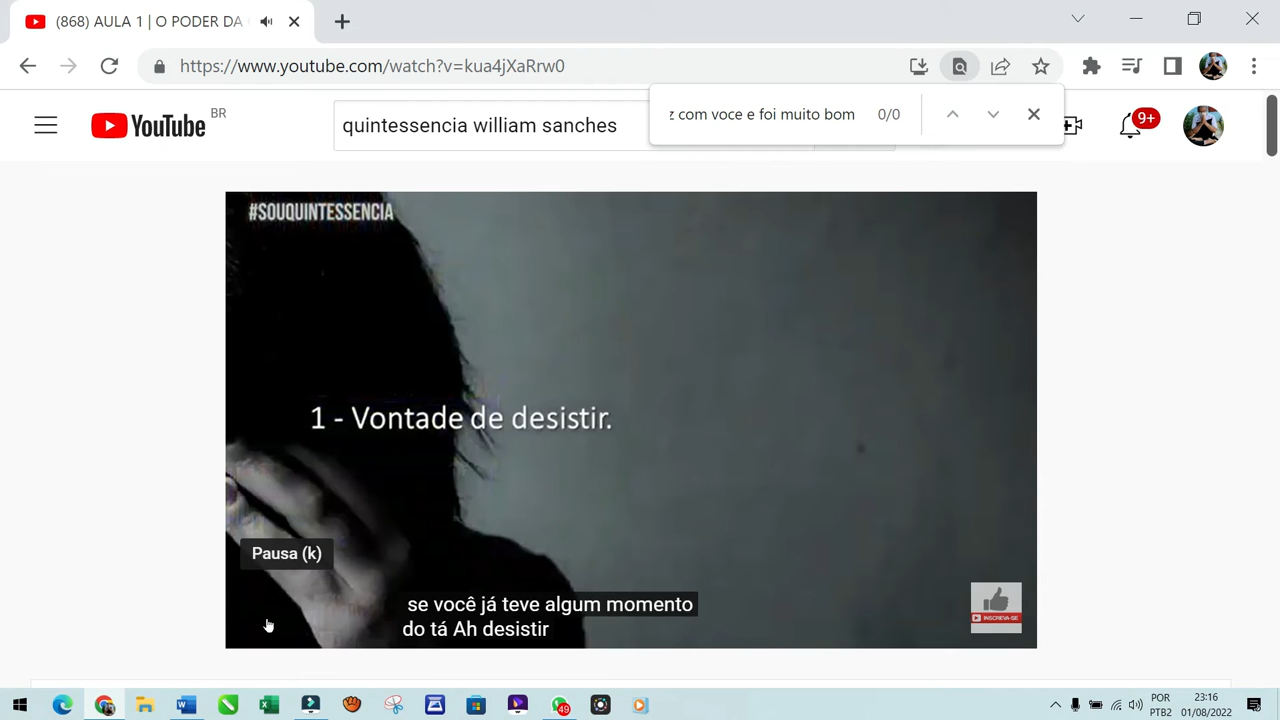 (868) AULA 1 | O PODER DA
https://www.youtube.com/watch?v=kua4jXaRrw0
z com voce e foi muito bom 0/0
YouTube BR
quintessencia william sanches
9+
#SOUQUINTESSENCIA
1 - Vontade de desistir.
Pausa (k)
se você já teve algum momento
do tá Ah desistir
INSCREVA-SE
49
POR
PTB2
23:16
01/08/2022